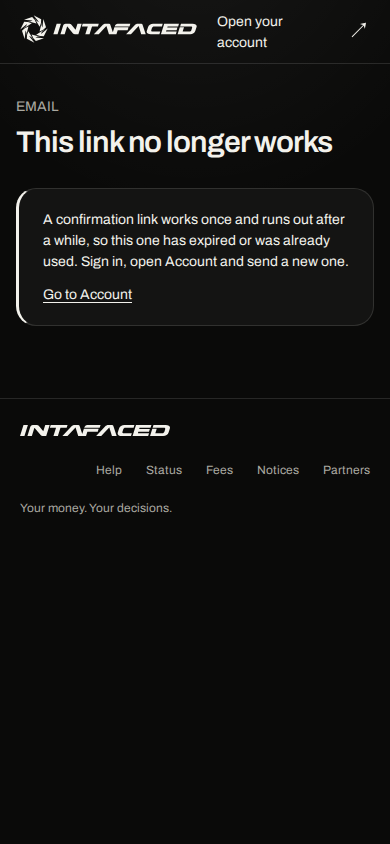 INTAFACED
Open your
account
EMAIL
This link no longer works
A confirmation link works once and runs out after
a while, so this one has expired or was already
used. Sign in, open Account and send a new one.
Go to Account
INTAFACED
Help Status Fees Notices Partners
Your money. Your decisions.